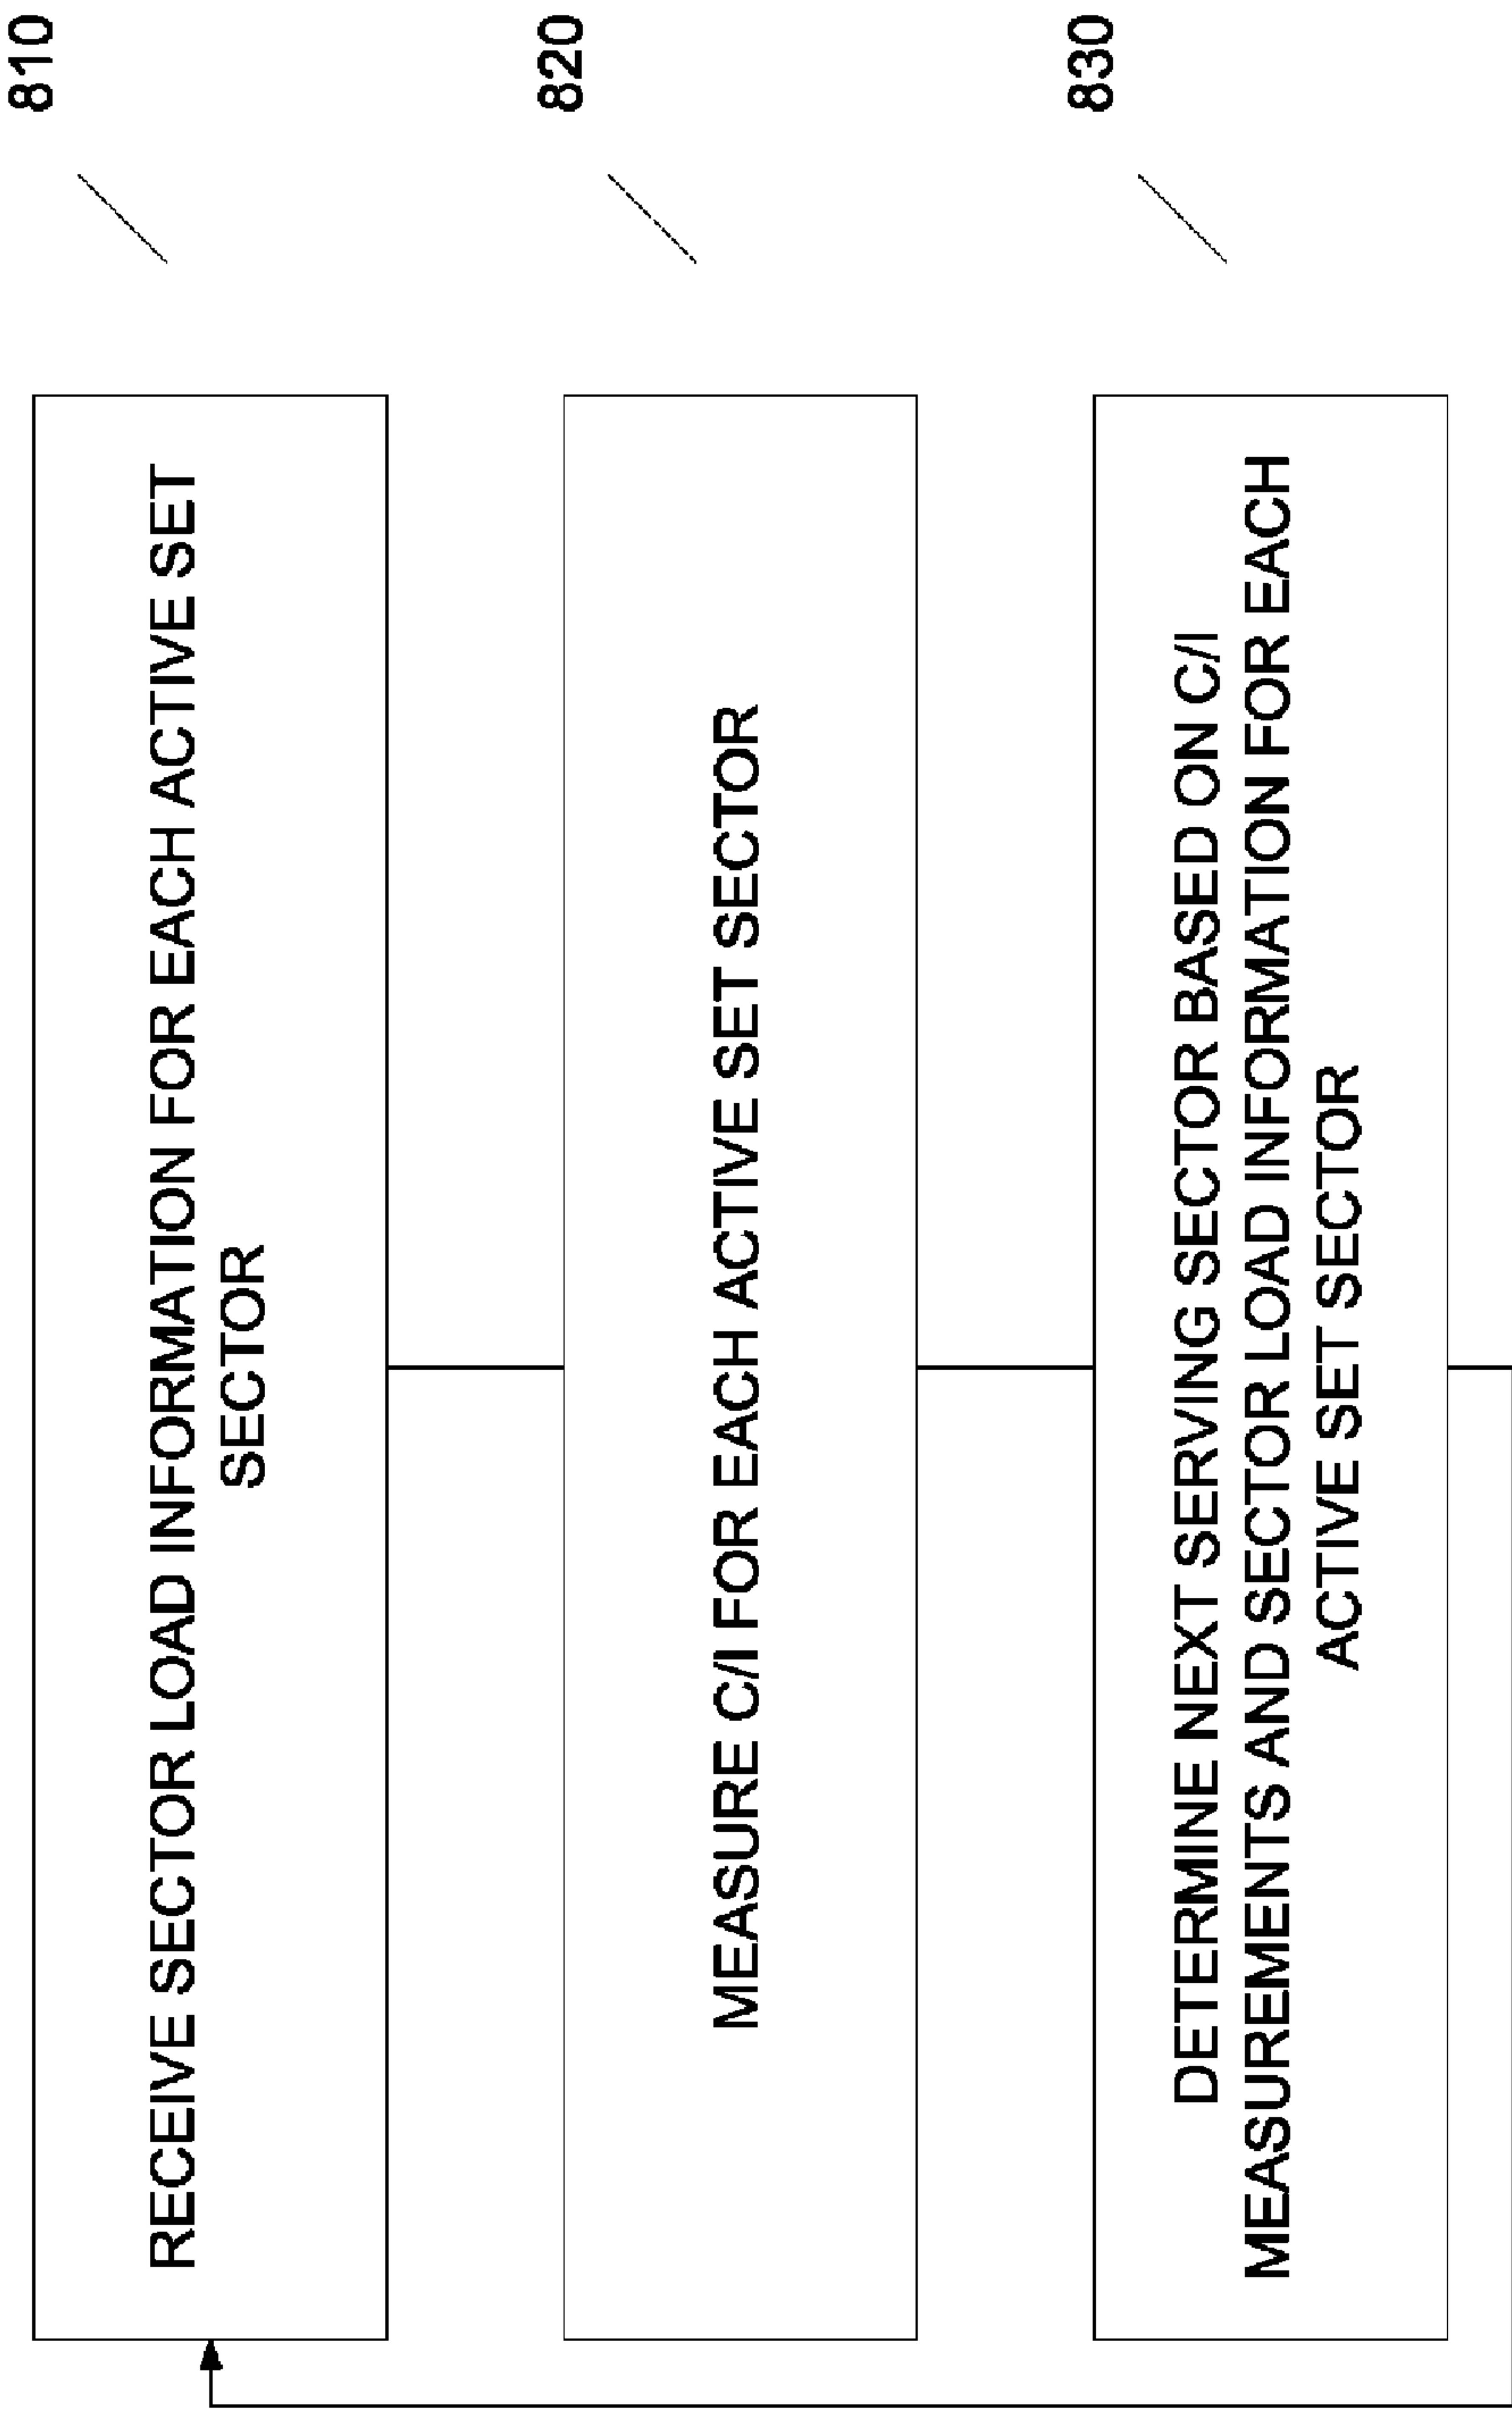 RECEIVE SECTOR LOAD INFORMATION FOR EACH ACTIVE SET
SECTOR
810
MEASURE C/I FOR EACH ACTIVE SET SECTOR
820
DETERMINE NEXT SERVING SECTOR BASED ON C/I
MEASUREMENTS AND SECTOR LOAD INFORMATION FOR EACH
ACTIVE SET SECTOR
830